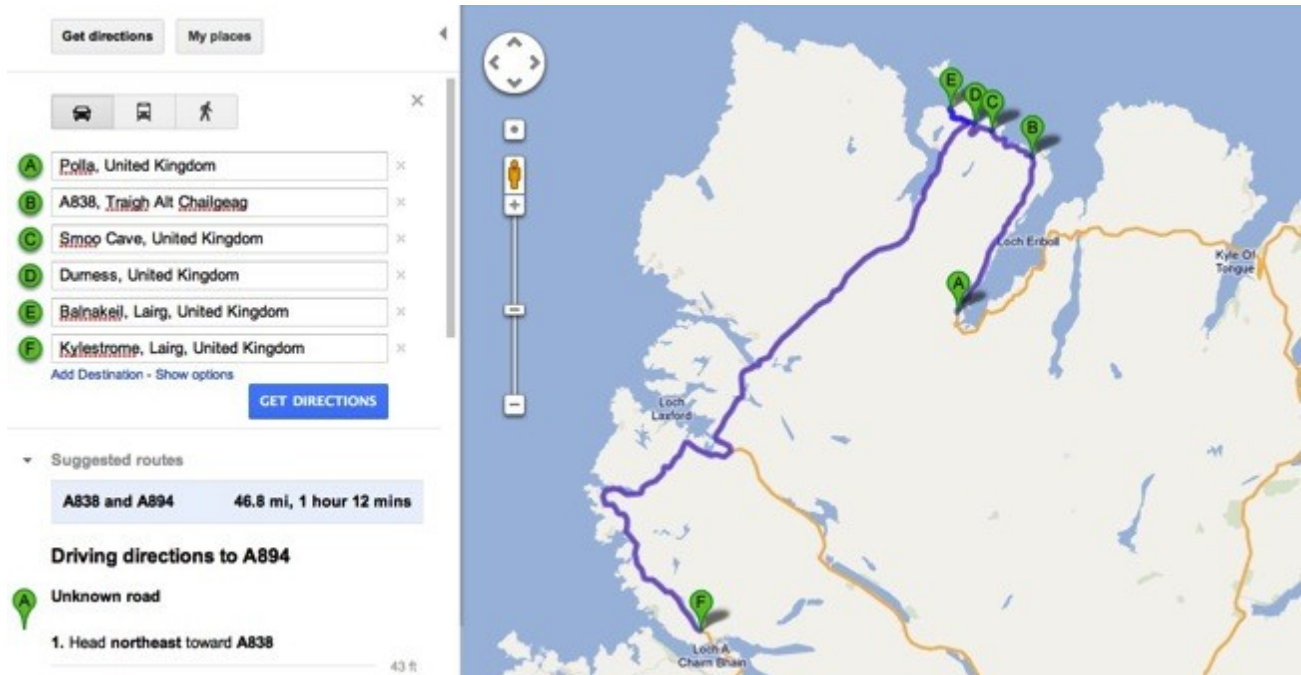 Get directions
My places
A
Polla, United Kingdom
B
A838, Traigh Alt Chailgeag
C
Smoo Cave, United Kingdom
D
Durness, United Kingdom
E
Balnakeil, Lairg, United Kingdom
F
Kylestrome, Lairg, United Kingdom
Add Destination - Show options
GET DIRECTIONS
Suggested routes
A838 and A894 46.8 mi, 1 hour 12 mins
Driving directions to A894
A
Unknown road
1. Head northeast toward A838
43 ft
E
D
C
B
Loch Eriboll
Kyle Of
Tongue
A
Loch
Laxford
F
Loch A
Chairn Bhain